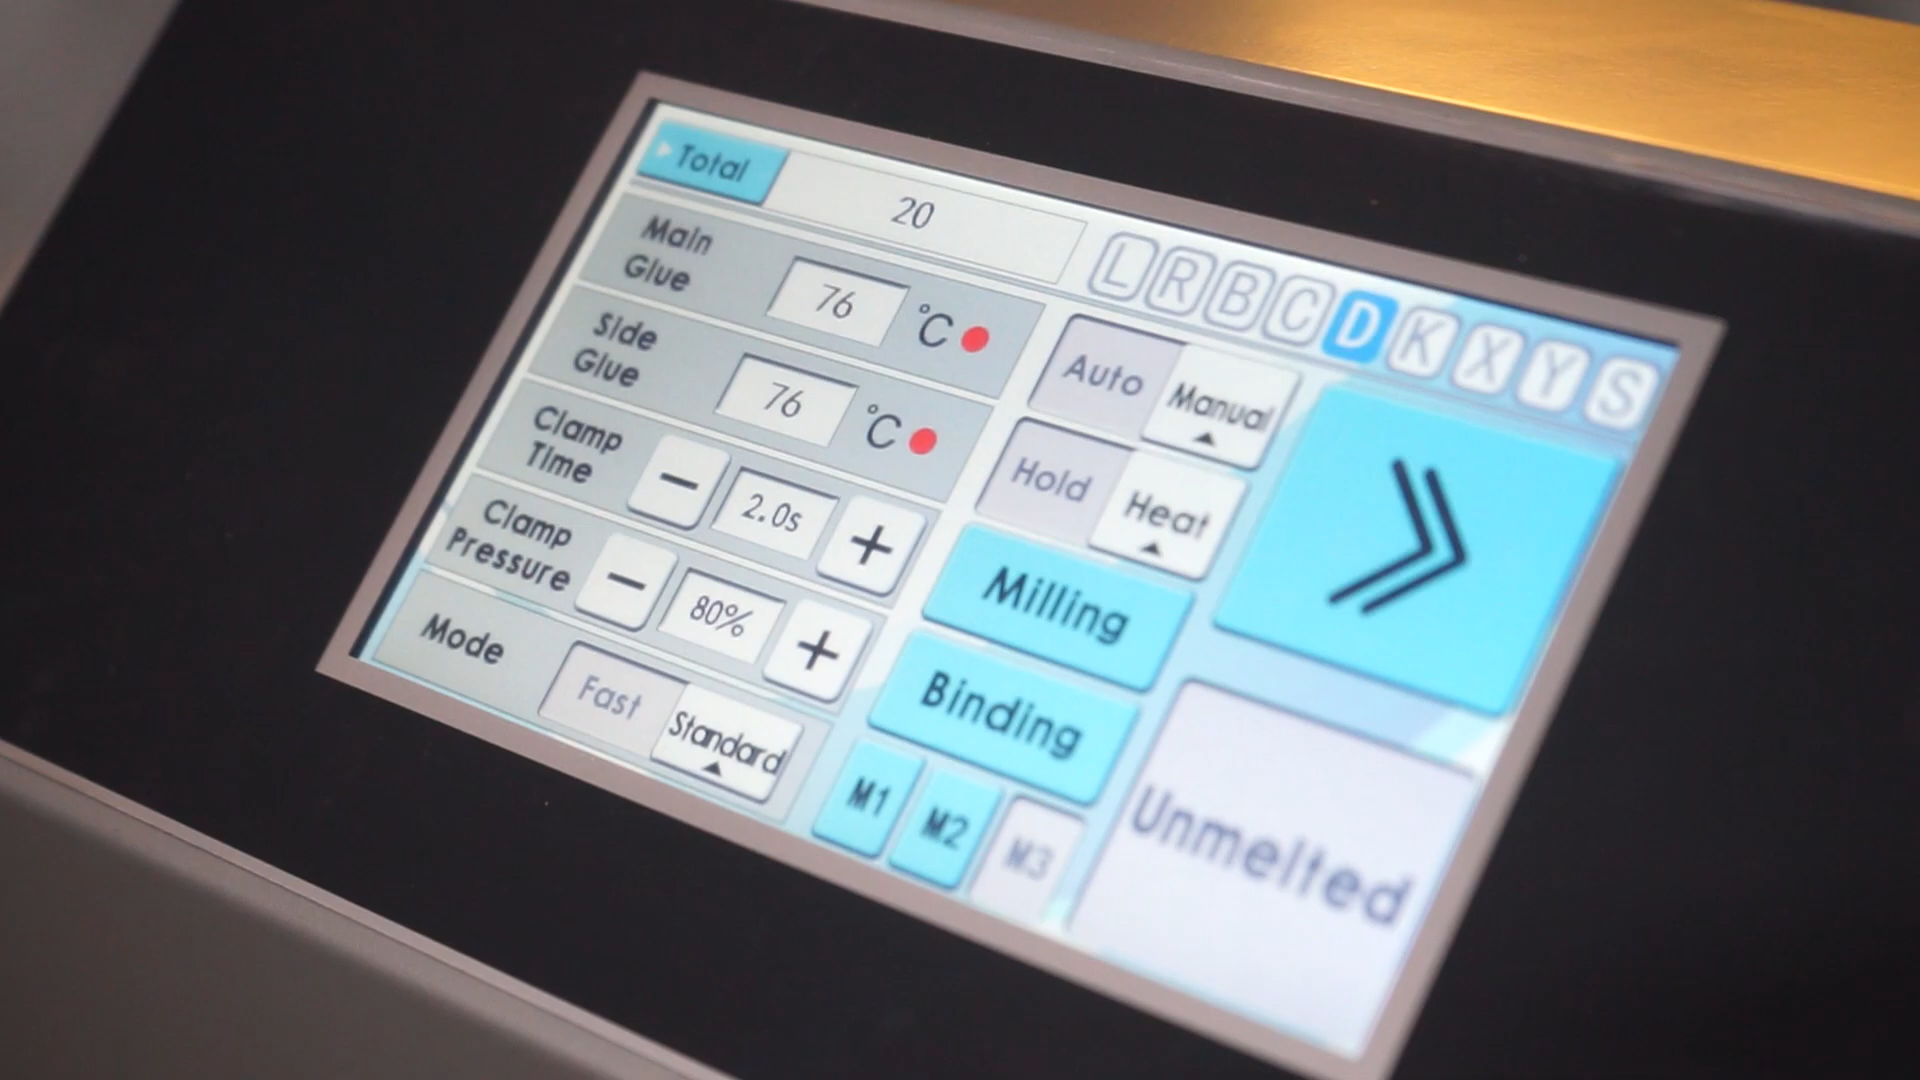 Total
20
L R B C D K X Y S
Main
Glue
76
°C
Side
Glue
76
°C
Clamp
Time
−
2.0s
+
Clamp
Pressure
−
80%
+
Mode
Fast
Standard
Auto
Manual
Hold
Heat
Milling
Binding
M1
M2
M3
Unmelted